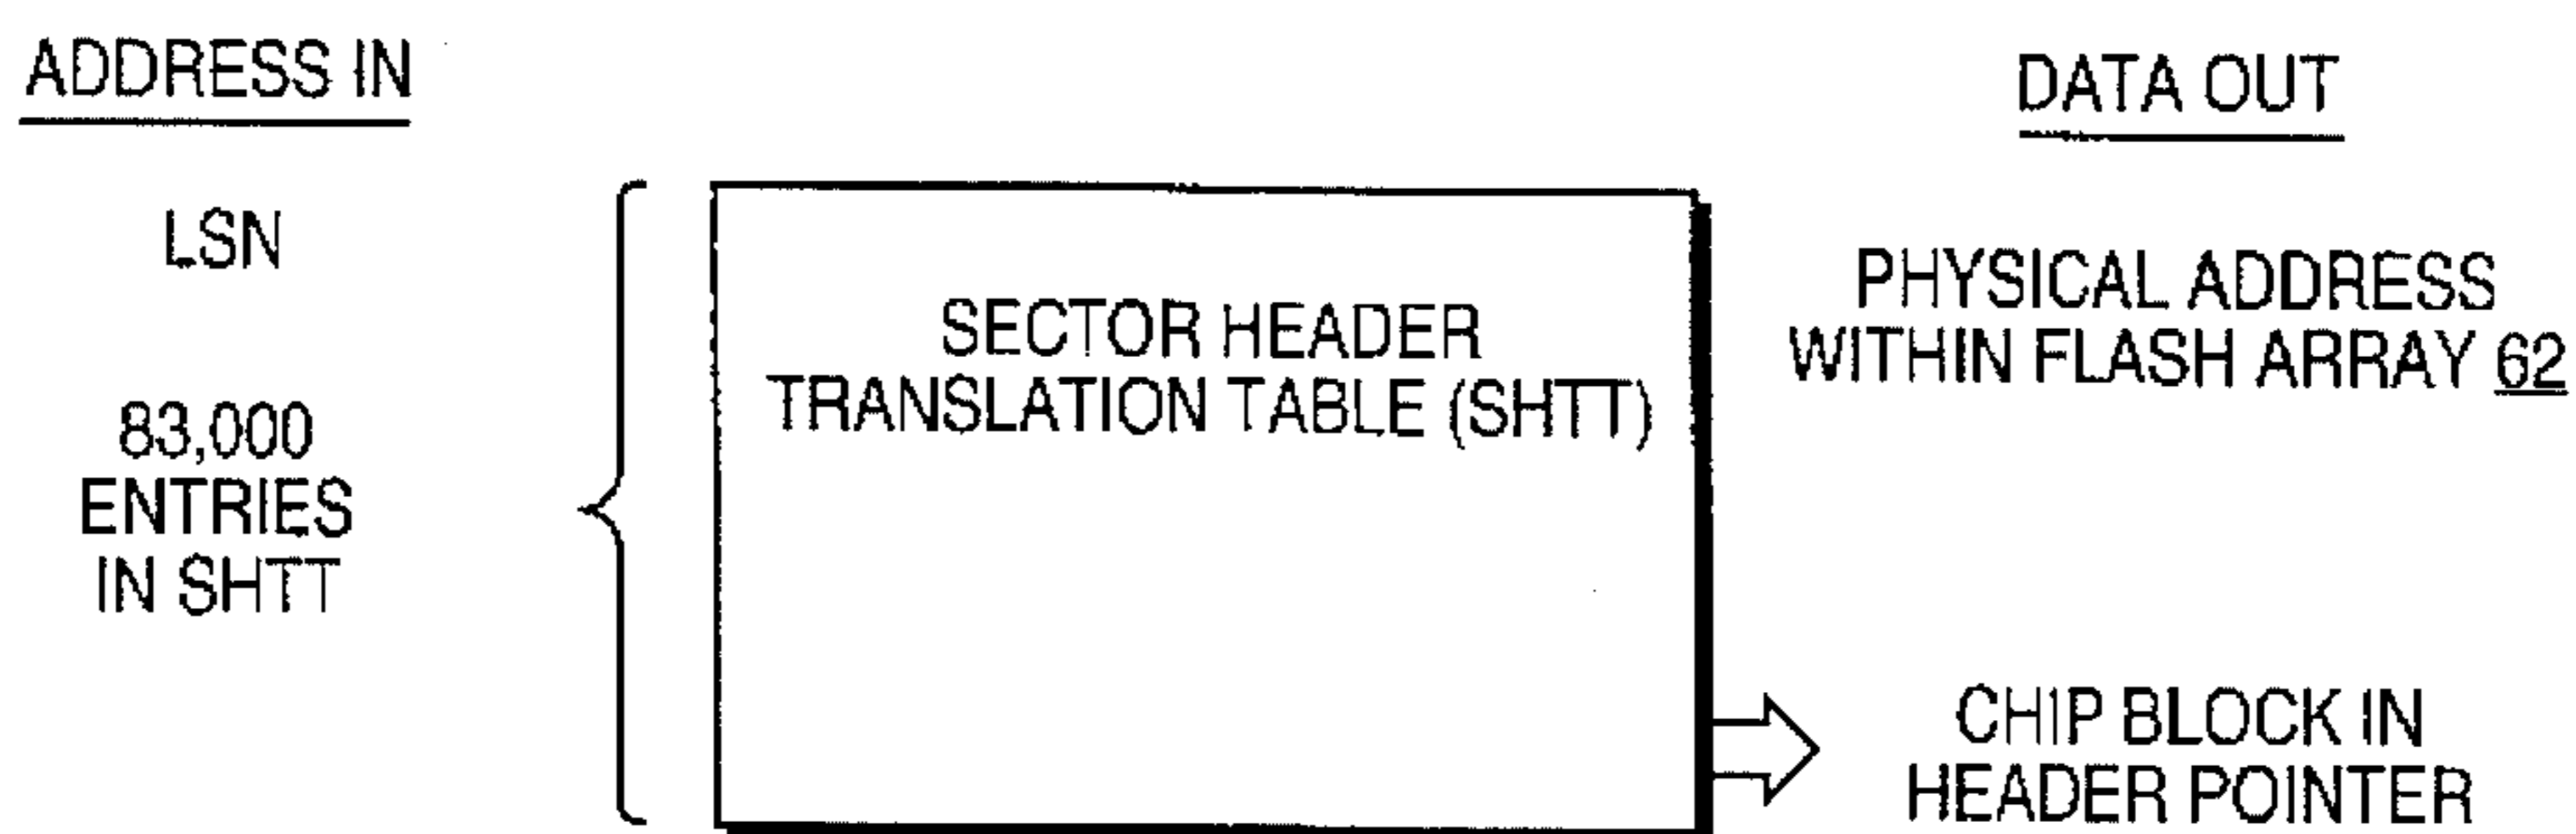 ADDRESS IN
LSN
83,000
ENTRIES
IN SHTT
SECTOR HEADER
TRANSLATION TABLE (SHTT)
DATA OUT
PHYSICAL ADDRESS
WITHIN FLASH ARRAY 62
CHIP BLOCK IN
HEADER POINTER